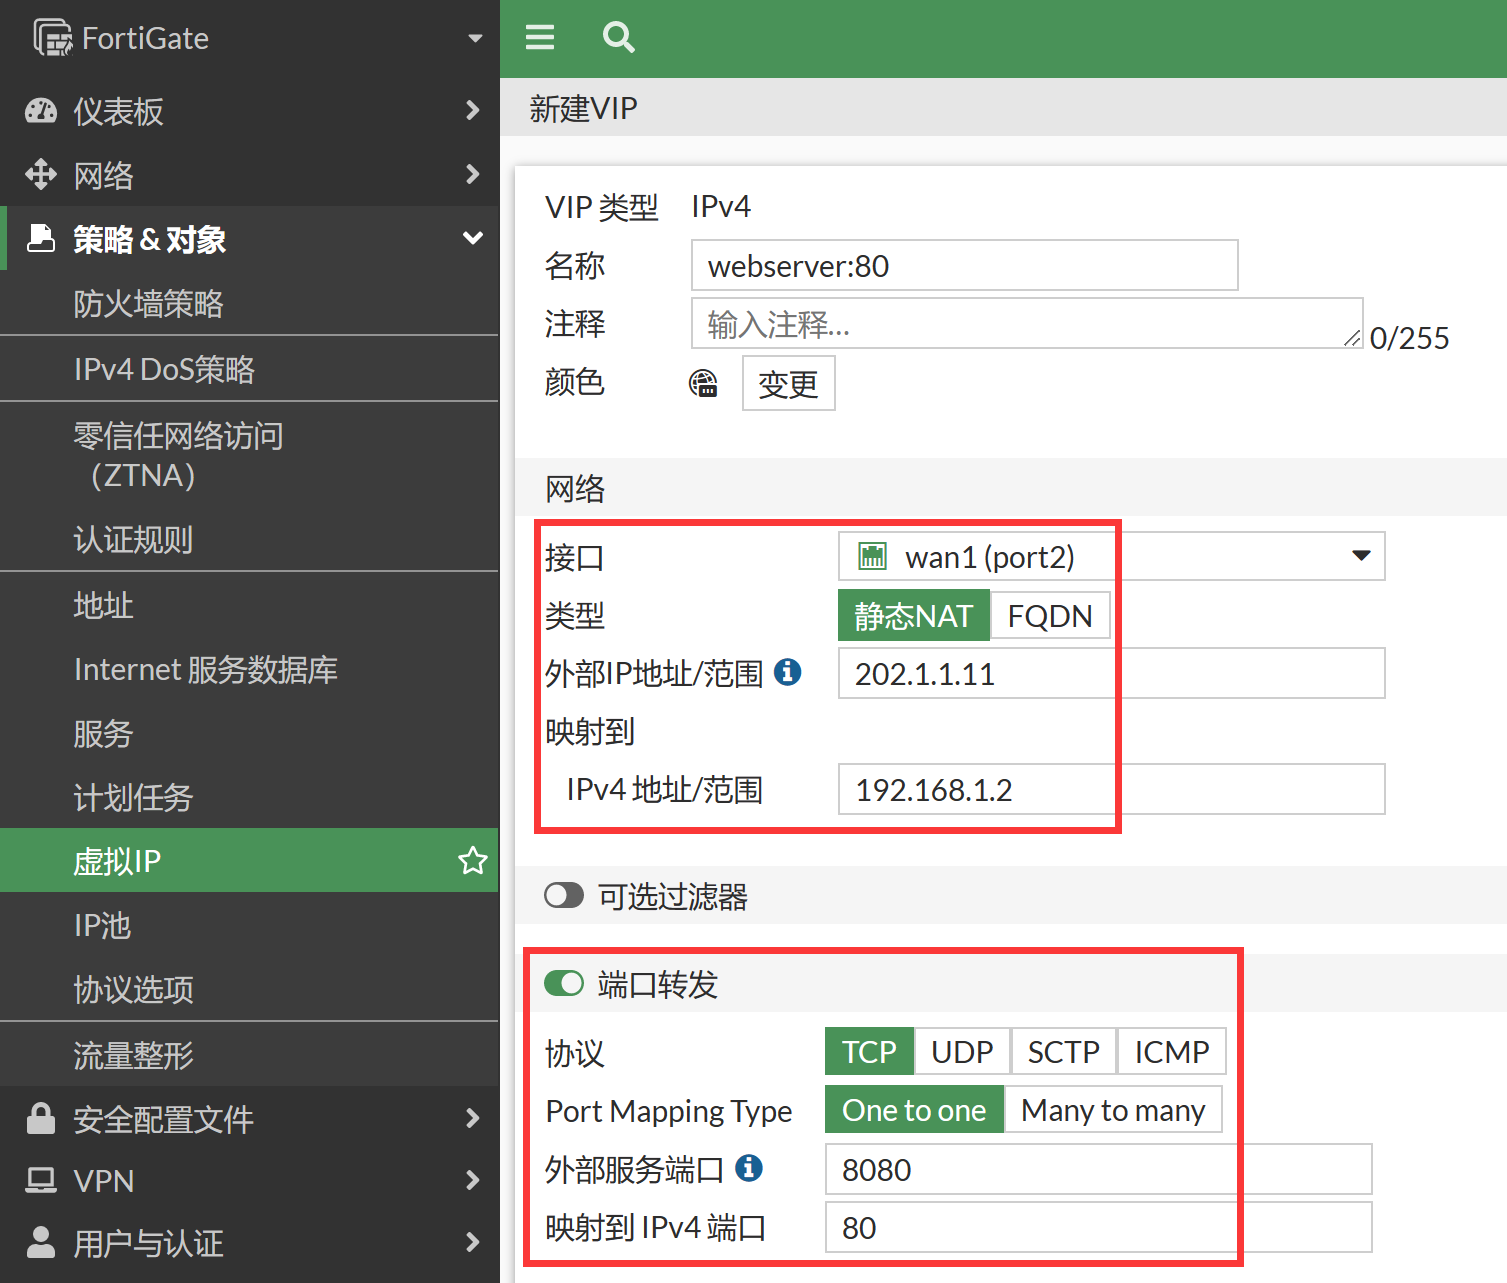 FortiGate
仪表板
网络
策略 & 对象
防火墙策略
IPv4 DoS策略
零信任网络访问
（ZTNA）
认证规则
地址
Internet 服务数据库
服务
计划任务
虚拟IP
IP池
协议选项
流量整形
安全配置文件
VPN
用户与认证
新建VIP
VIP 类型 IPv4
名称 webserver:80
注释 输入注释... 0/255
颜色 变更
网络
接口 wan1 (port2)
类型 静态NAT FQDN
外部IP地址/范围 202.1.1.11
映射到
IPv4 地址/范围 192.168.1.2
可选过滤器
端口转发
协议 TCP UDP SCTP ICMP
Port Mapping Type One to one Many to many
外部服务端口 8080
映射到 IPv4 端口 80